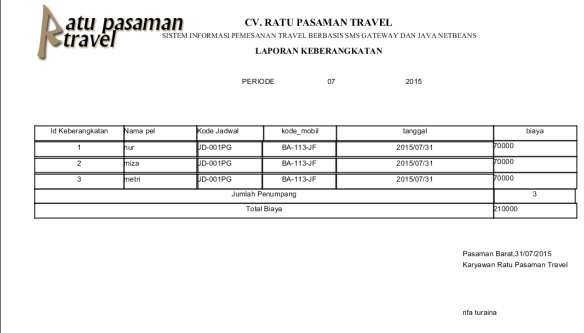 Ratu pasaman
travel
CV. RATU PASAMAN TRAVEL
SISTEM INFORMASI PEMESANAN TRAVEL BERBASIS SMS GATEWAY DAN JAVA NETBEANS
LAPORAN KEBERANGKATAN
PERIODE 07 2015
Id Keberangkatan Nama pel Kode Jadwal kode_mobil tanggal biaya
1 nur JD-001PG BA-113-JF 2015/07/31 70000
2 miza JD-001PG BA-113-JF 2015/07/31 70000
3 metri JD-001PG BA-113-JF 2015/07/31 70000
Jumlah Penumpang 3
Total Biaya 210000
Pasaman Barat,31/07/2015
Karyawan Ratu Pasaman Travel
rifa turaina